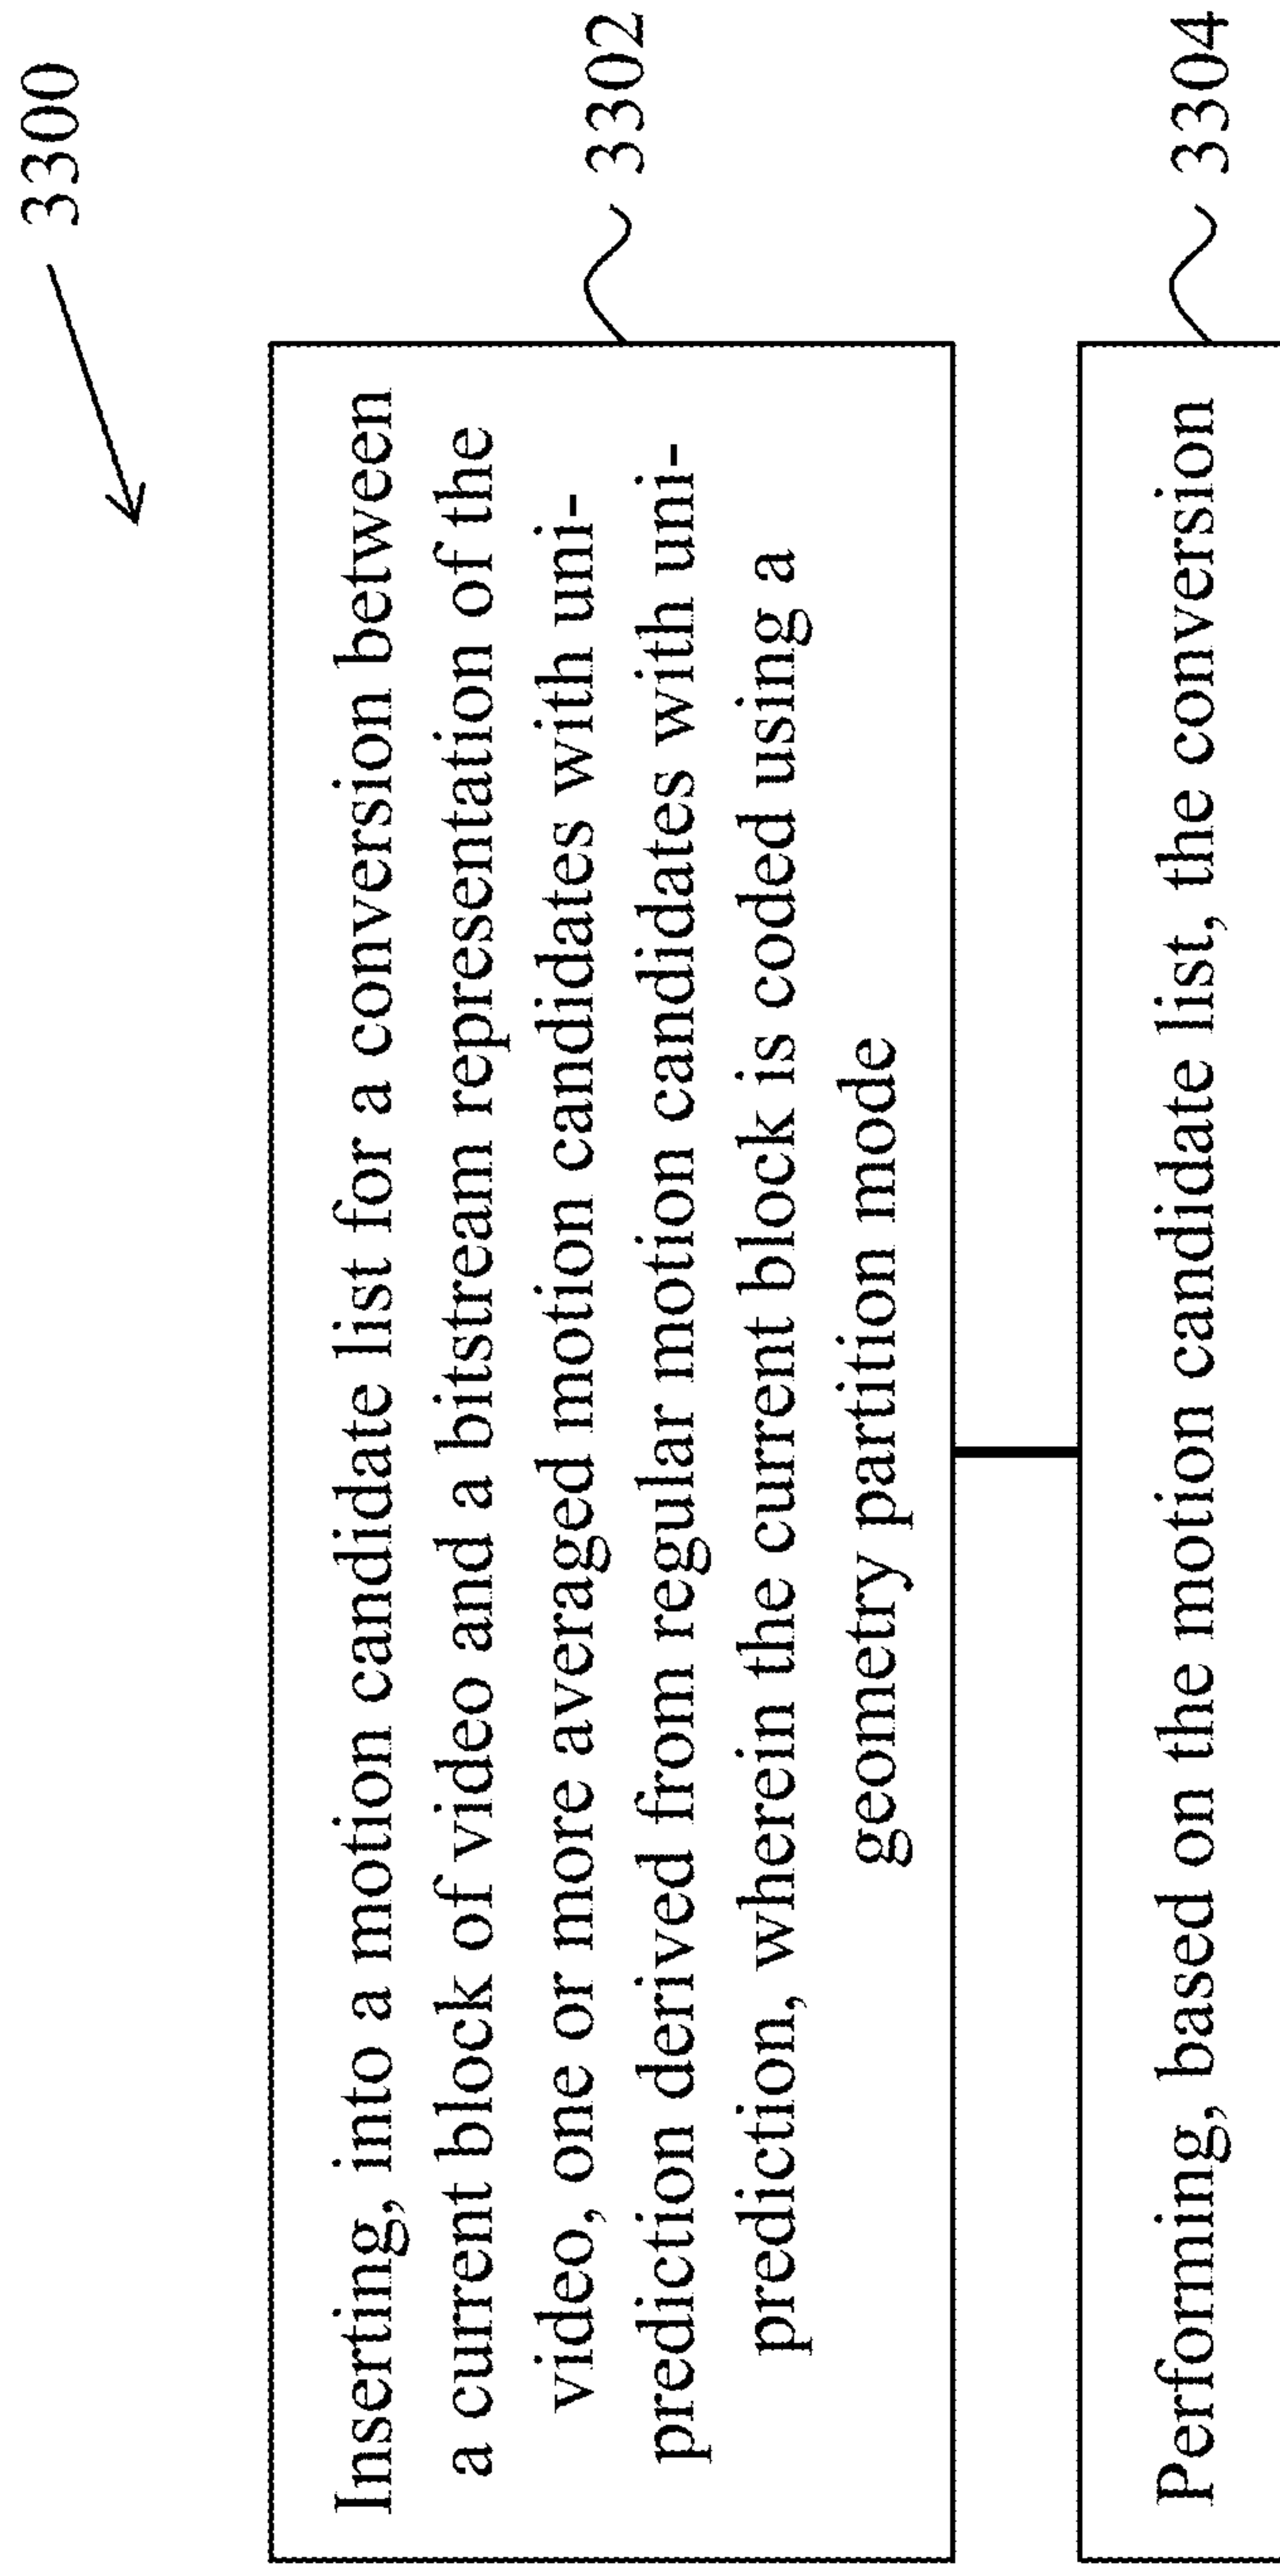 3300
Inserting, into a motion candidate list for a conversion between
a current block of video and a bitstream representation of the
video, one or more averaged motion candidates with uni-
prediction derived from regular motion candidates with uni-
prediction, wherein the current block is coded using a
geometry partition mode
3302
Performing, based on the motion candidate list, the conversion
3304